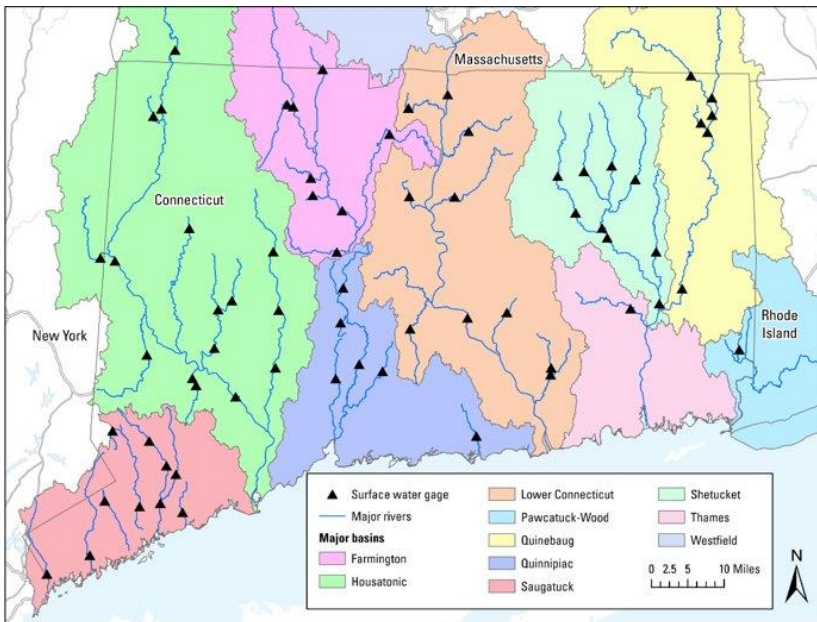 Massachusetts
Connecticut
New York
Rhode
Island
Surface water gage
Major rivers
Major basins
Farmington
Housatonic
Lower Connecticut
Pawcatuck-Wood
Quinebaug
Quinnipiac
Saugatuck
Shetucket
Thames
Westfield
0 2.5 5 10 Miles
N